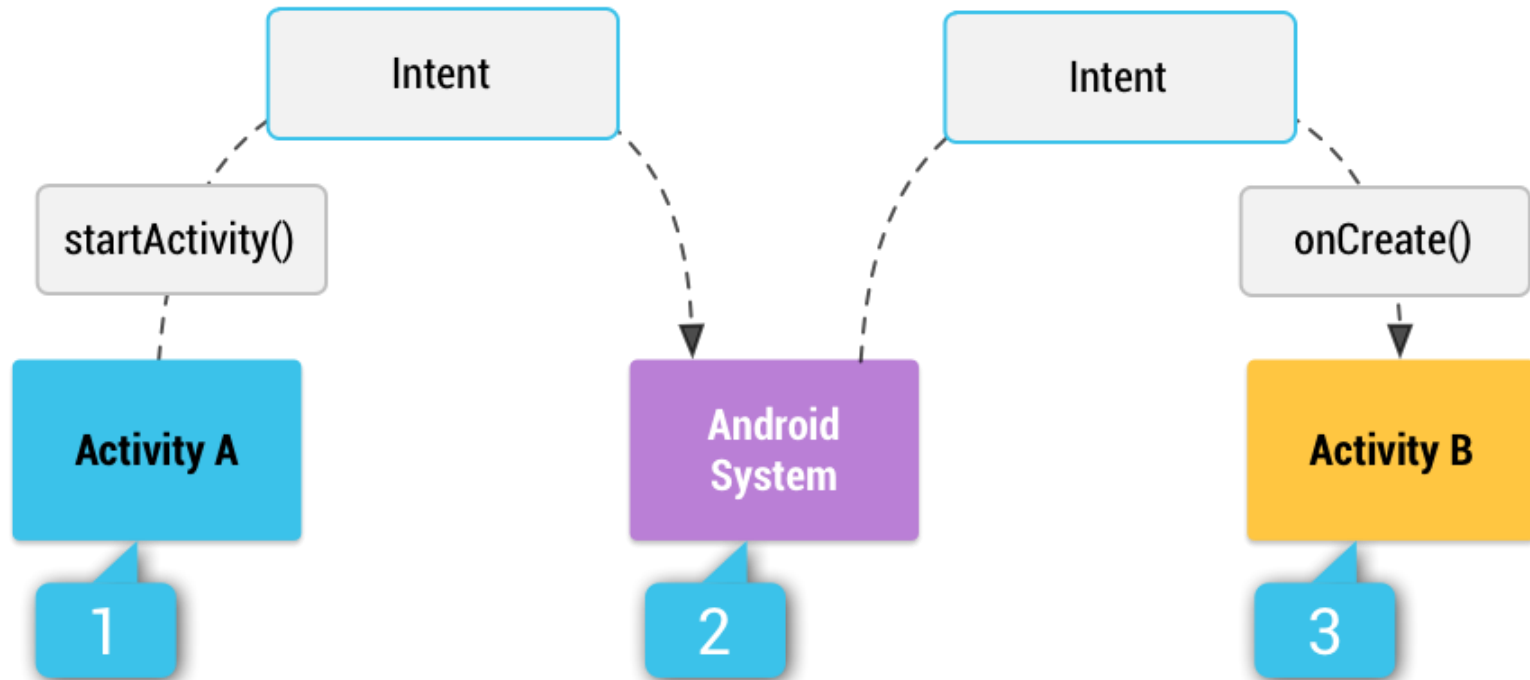 Intent
Intent
startActivity()
onCreate()
Activity A
Android
System
Activity B
1
2
3